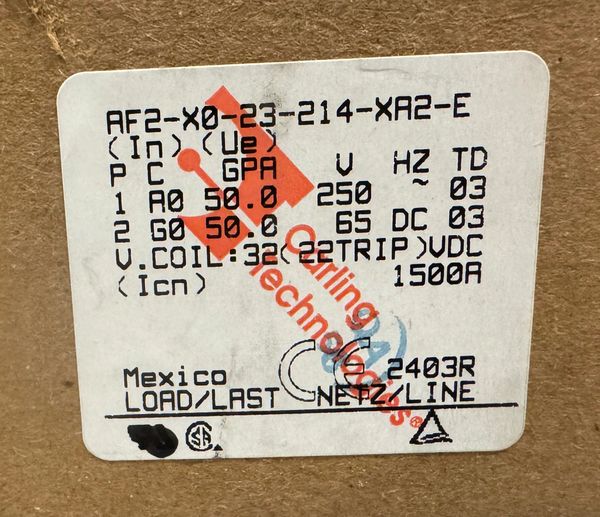 AF2-X0-23-214-XA2-E
(In) (Ue)
P C GPA V HZ TD
1 A0 50.0 250 ~ 03
2 G0 50.0 65 DC 03
V.COIL:32(22TRIP)VDC
(Icn) 1500A
Carling
Technologies®
CE 2403R
Mexico
LOAD/LAST NETZ/LINE